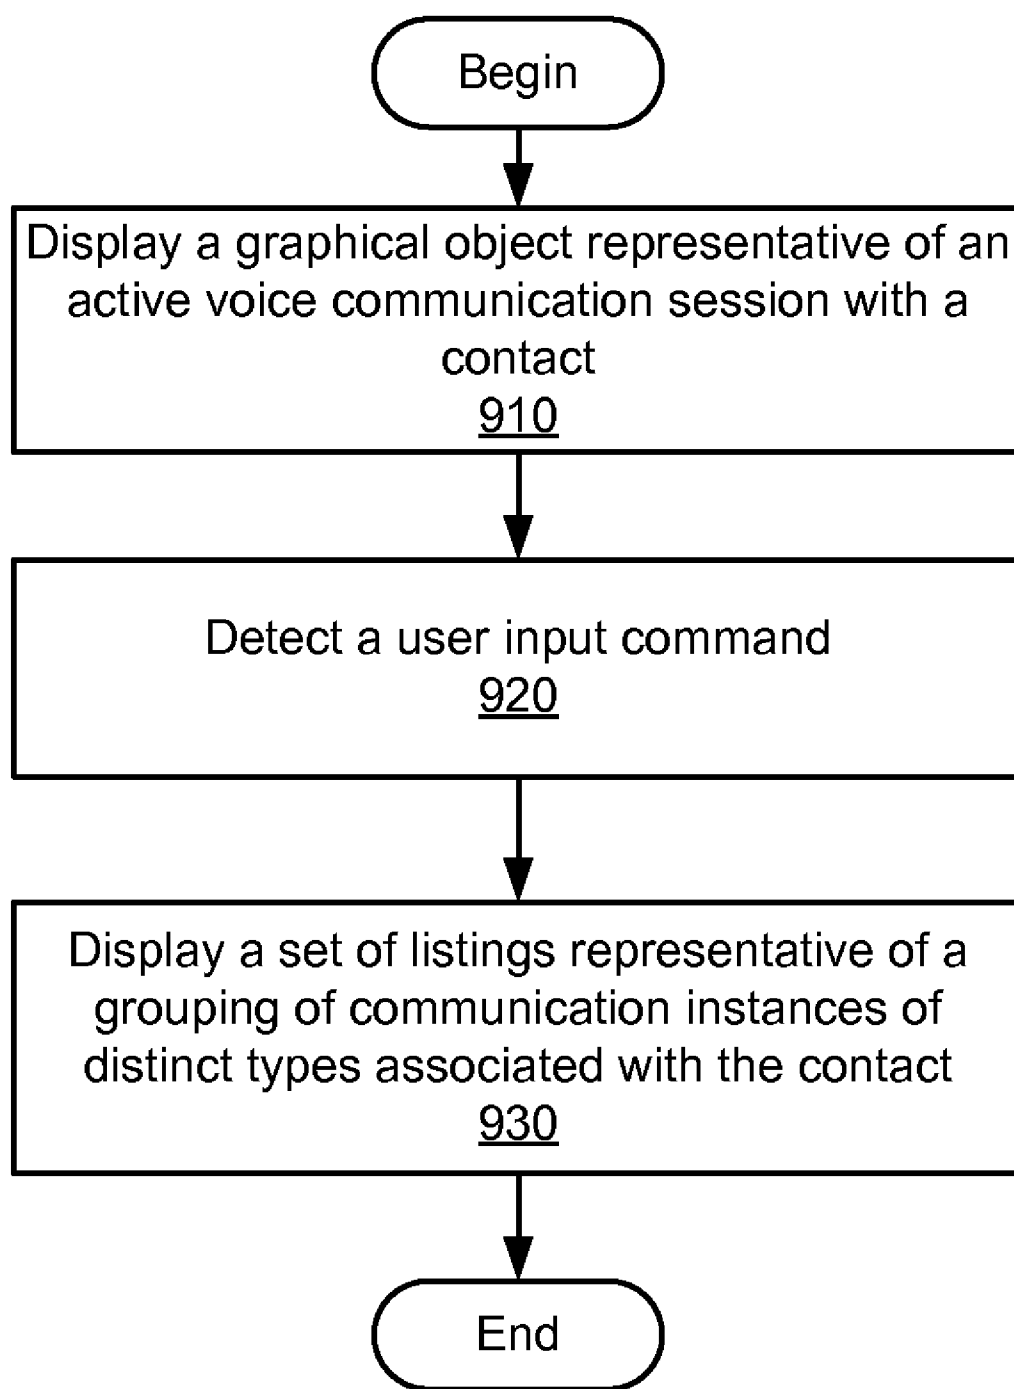 Begin
Display a graphical object representative of an
active voice communication session with a
contact
910
Detect a user input command
920
Display a set of listings representative of a
grouping of communication instances of
distinct types associated with the contact
930
End